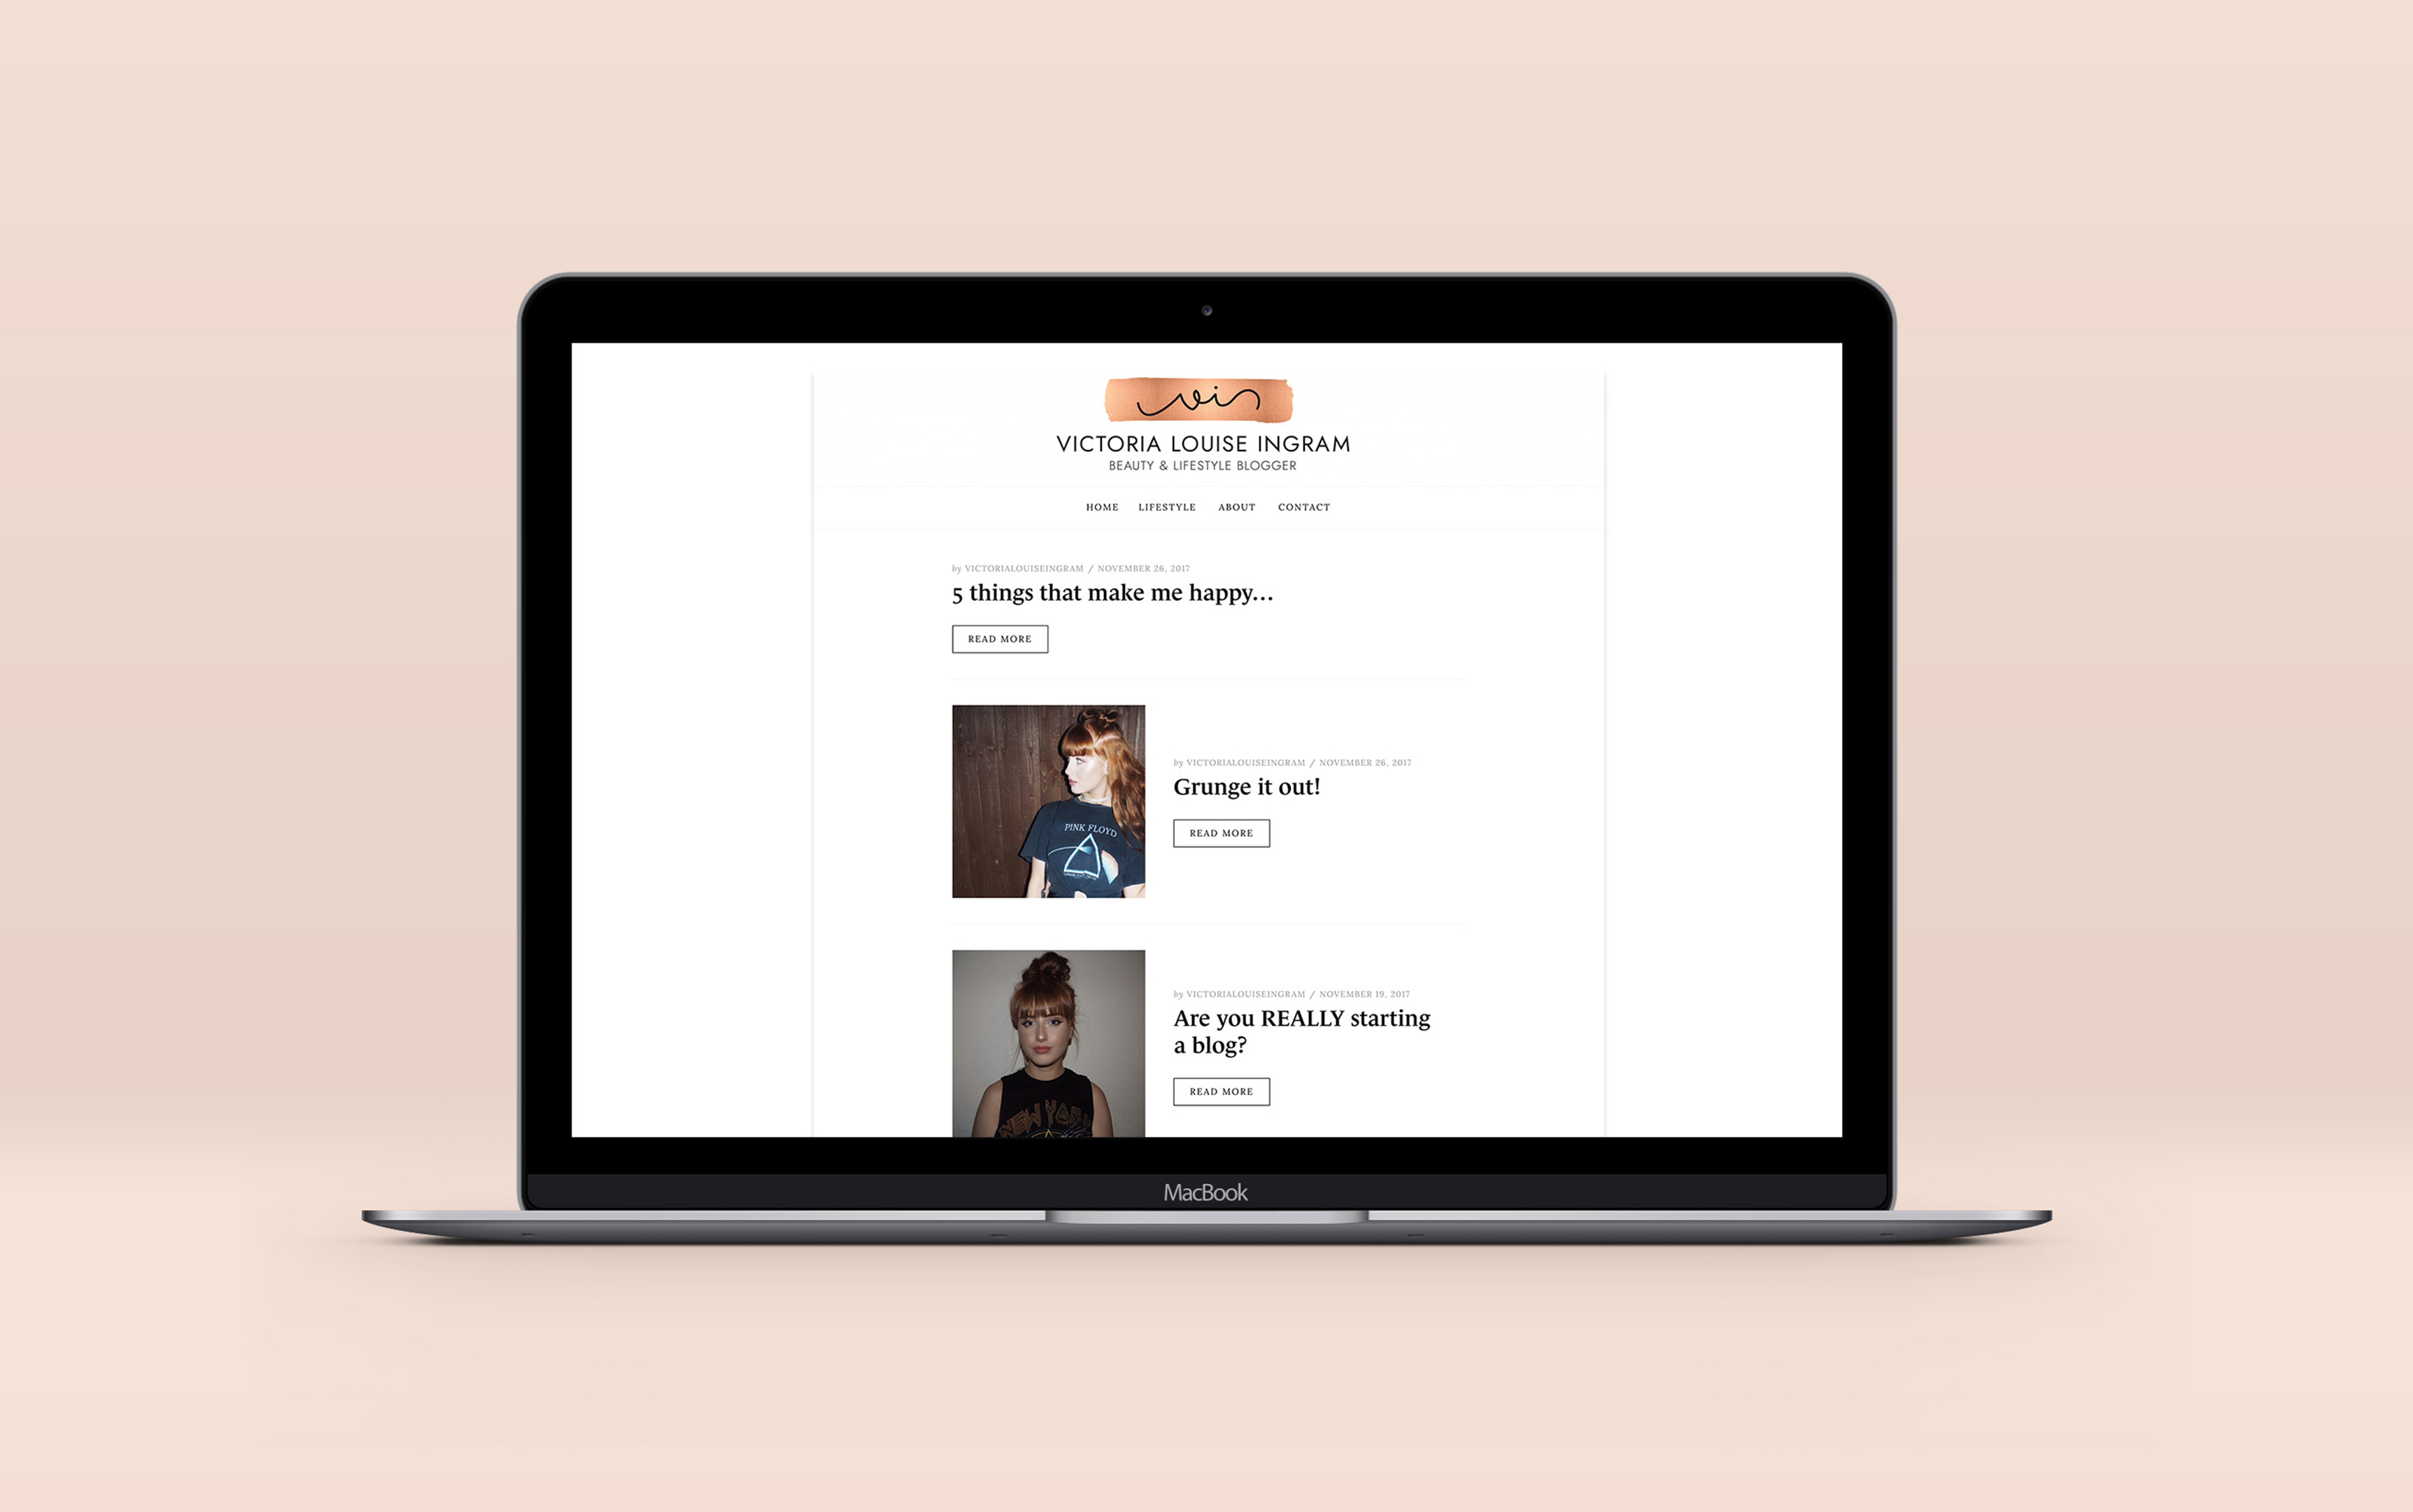 vin
VICTORIA LOUISE INGRAM
BEAUTY & LIFESTYLE BLOGGER
HOME LIFESTYLE ABOUT CONTACT
by VICTORIALOUISEINGRAM / NOVEMBER 26, 2017
5 things that make me happy...
READ MORE
PINK FLOYD
by VICTORIALOUISEINGRAM / NOVEMBER 26, 2017
Grunge it out!
READ MORE
NEW YORK
by VICTORIALOUISEINGRAM / NOVEMBER 19, 2017
Are you REALLY starting
a blog?
READ MORE
MacBook